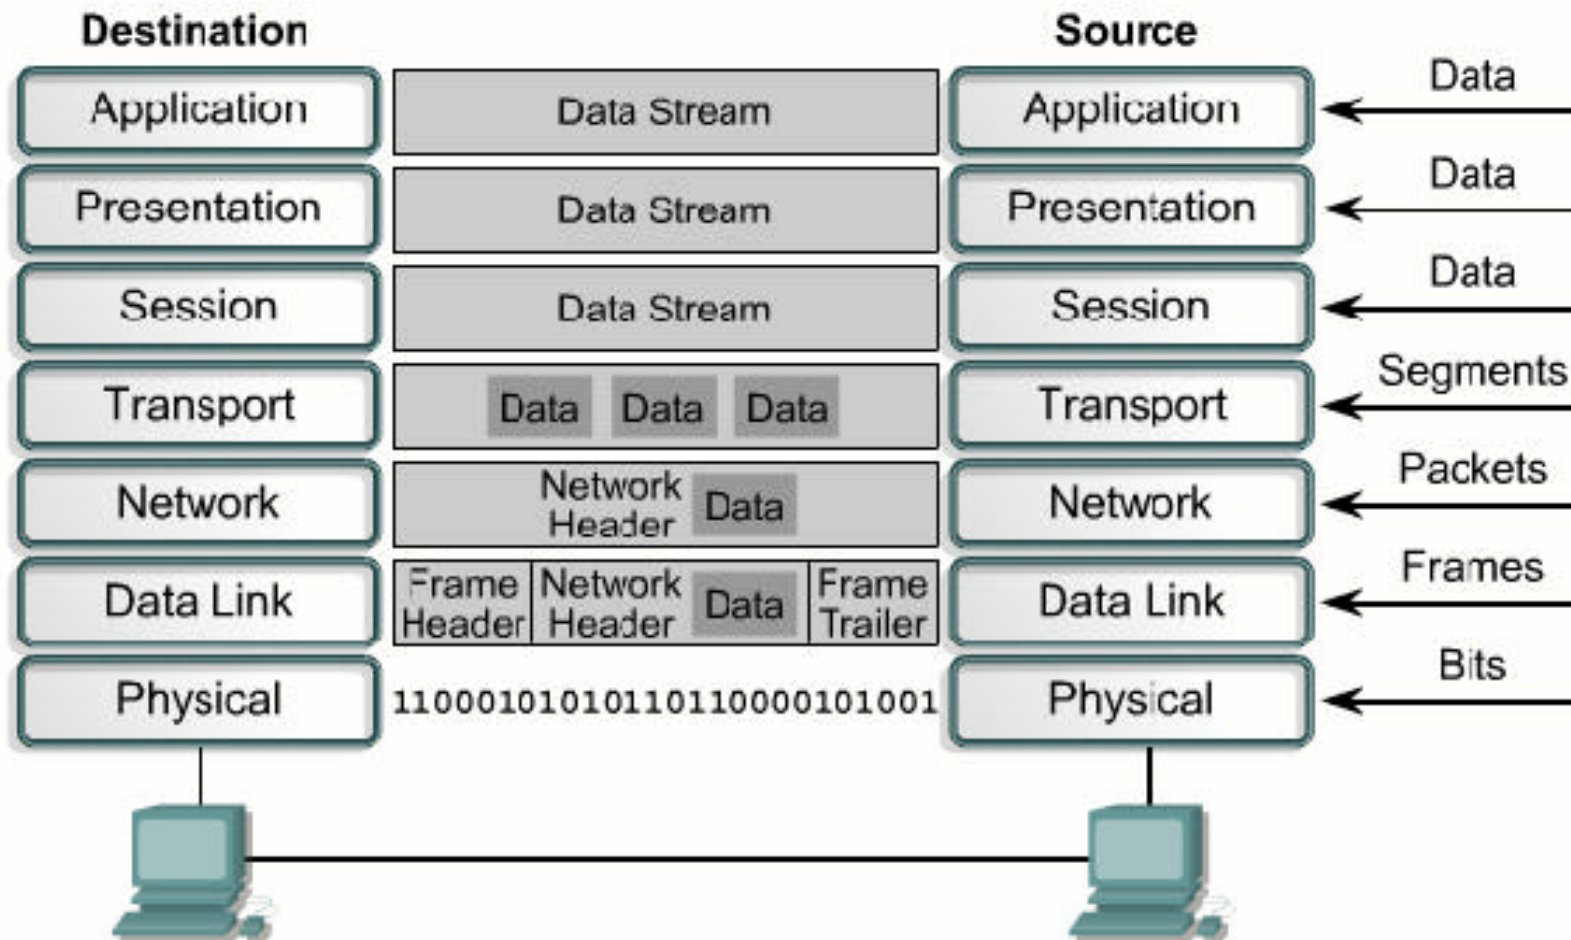 Destination
Source
Application
Data Stream
Application
Data
Presentation
Data Stream
Presentation
Data
Session
Data Stream
Session
Data
Transport
Data Data Data
Transport
Segments
Network
Network
Header
Data
Network
Packets
Data Link
Frame
Header
Network
Header
Data
Frame
Trailer
Data Link
Frames
Physical
1100010101011011000010100​1
Physical
Bits